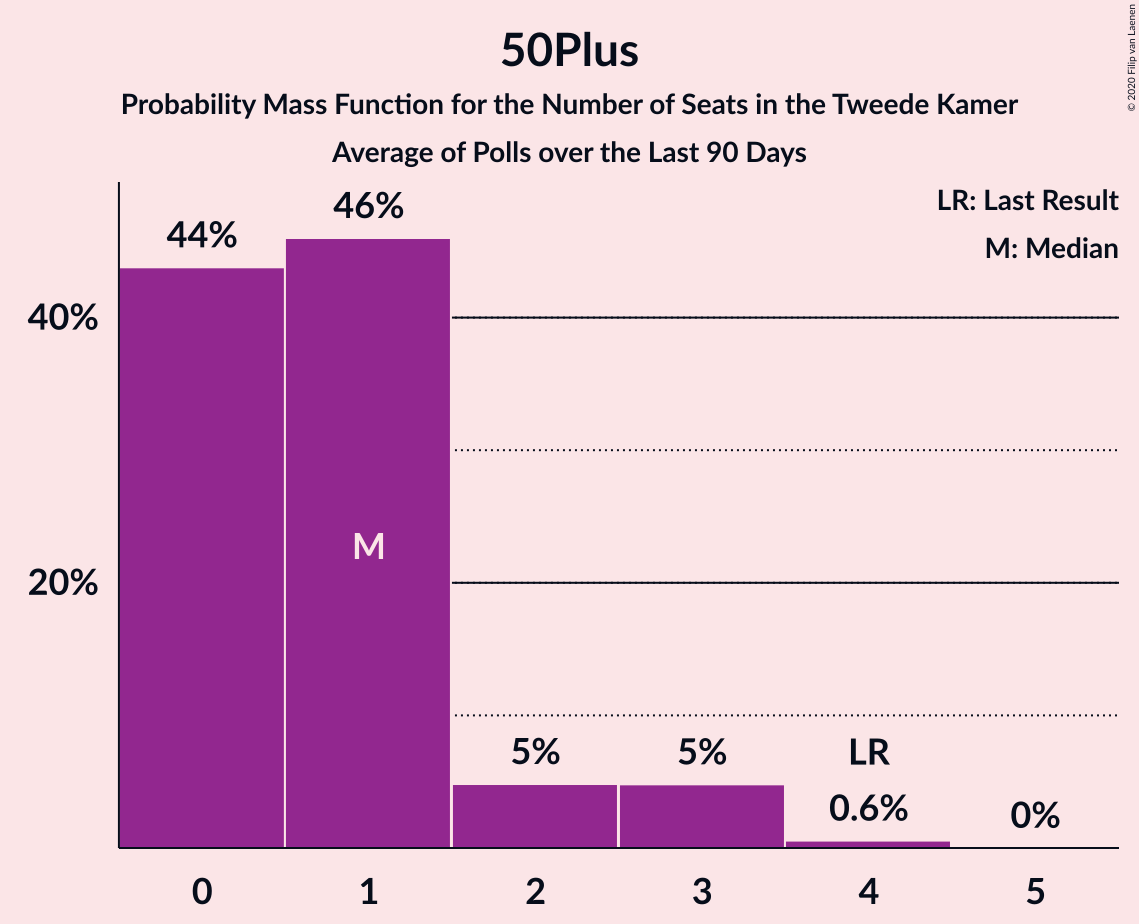 50Plus
Probability Mass Function for the Number of Seats in the Tweede Kamer
Average of Polls over the Last 90 Days
© 2020 Filip van Laenen
LR: Last Result
M: Median
44%
46%
40%
M
20%
5%
5%
LR
0.6%
0%
0
1
2
3
4
5